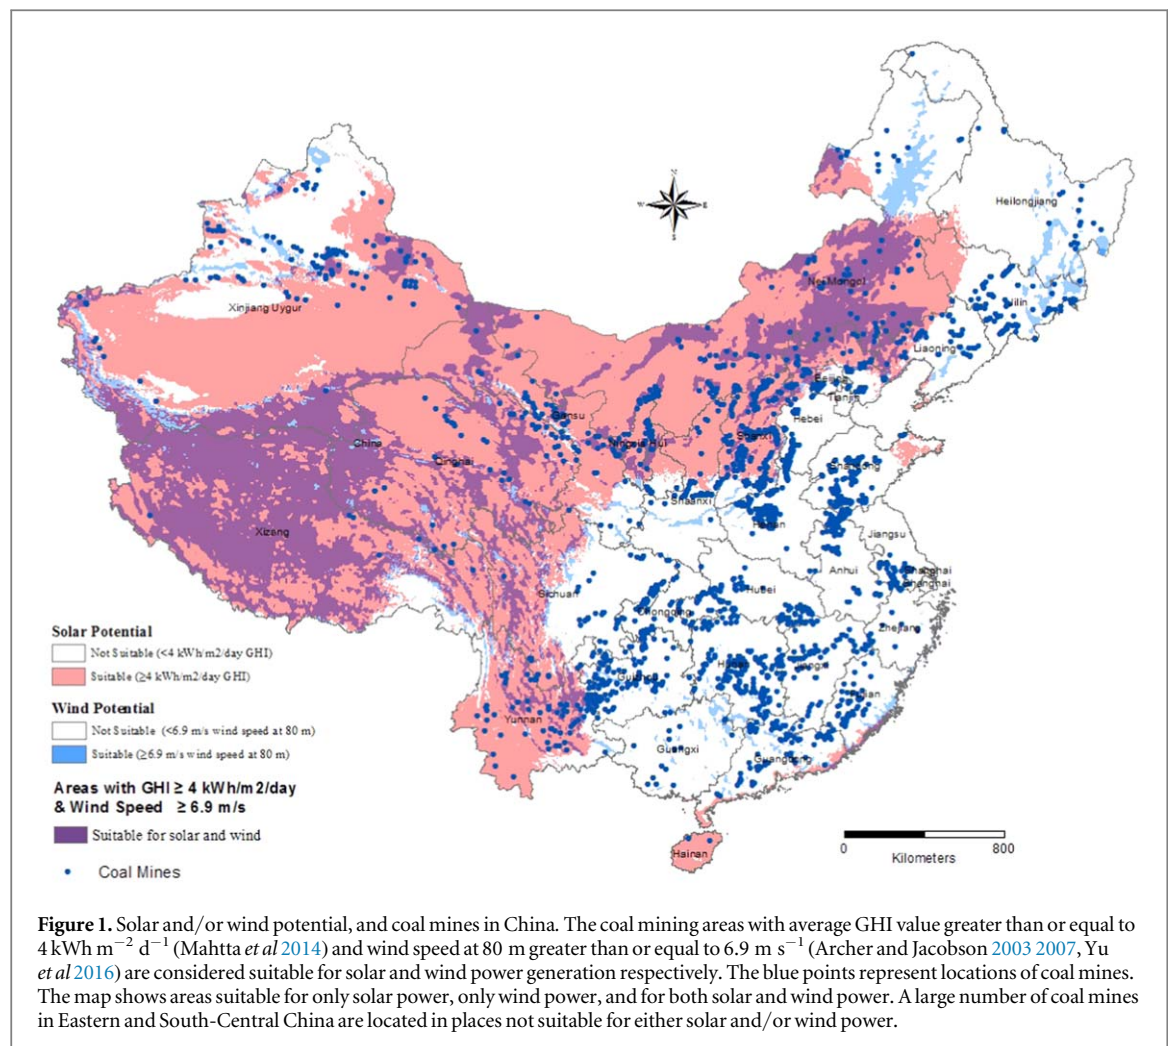 N
W
E
S
Heilongjiang
Nei Mongol
Jilin
Xinjiang Uygur
Liaoning
Beijing
Tianjin
Hebei
Gansu
China
Ningxia Hui
Shanxi
Qinghai
Shandong
Shaanxi
Henan
Xizang
Jiangsu
Anhui
Shanghai
Shanghai
Sichuan
Hubei
Chongqing
Zhejiang
Hunan
Jiangxi
Guizhou
Fujian
Yunnan
Guangxi
Guangdong
Hainan
Solar Potential
Not Suitable (<4 kWh/m2/day GHI)
Suitable (≥4 kWh/m2/day GHI)
Wind Potential
Not Suitable (<6.9 m/s wind speed at 80 m)
Suitable (≥6.9 m/s wind speed at 80 m)
Areas with GHI ≥ 4 kWh/m2/day
& Wind Speed ≥ 6.9 m/s
Suitable for solar and wind
Coal Mines
0 800
Kilometers
Figure 1. Solar and/or wind potential, and coal mines in China. The coal mining areas with average GHI value greater than or equal to
4 kWh m−2 d−1 (Mahtta et al 2014) and wind speed at 80 m greater than or equal to 6.9 m s−1 (Archer and Jacobson 2003 2007, Yu
et al 2016) are considered suitable for solar and wind power generation respectively. The blue points represent locations of coal mines.
The map shows areas suitable for only solar power, only wind power, and for both solar and wind power. A large number of coal mines
in Eastern and South-Central China are located in places not suitable for either solar and/or wind power.